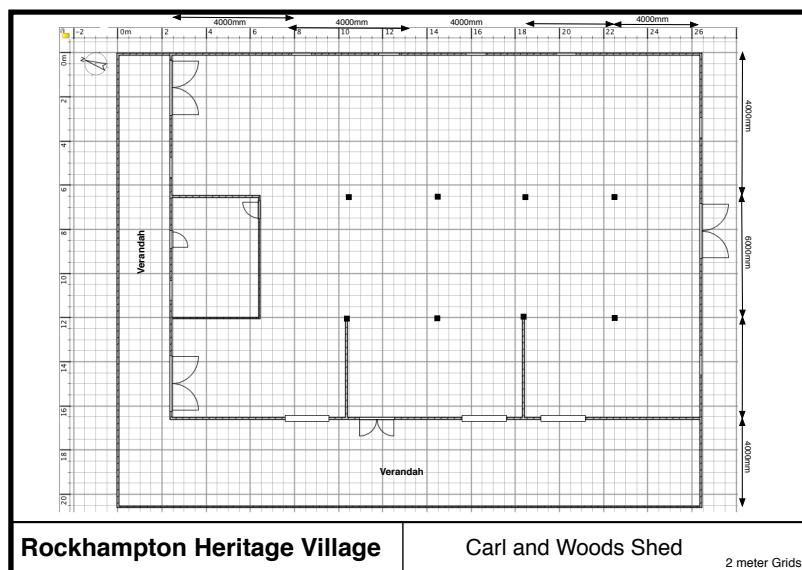 4000mm 4000mm 4000mm 4000mm
-2 0m 2 4 6 8 10 12 14 16 18 20 22 24 26
0m
2
4
6
8
10
12
14
16
18
20
4000mm
6000mm
4000mm
Verandah
Verandah
Rockhampton Heritage Village
Carl and Woods Shed
2 meter Grids